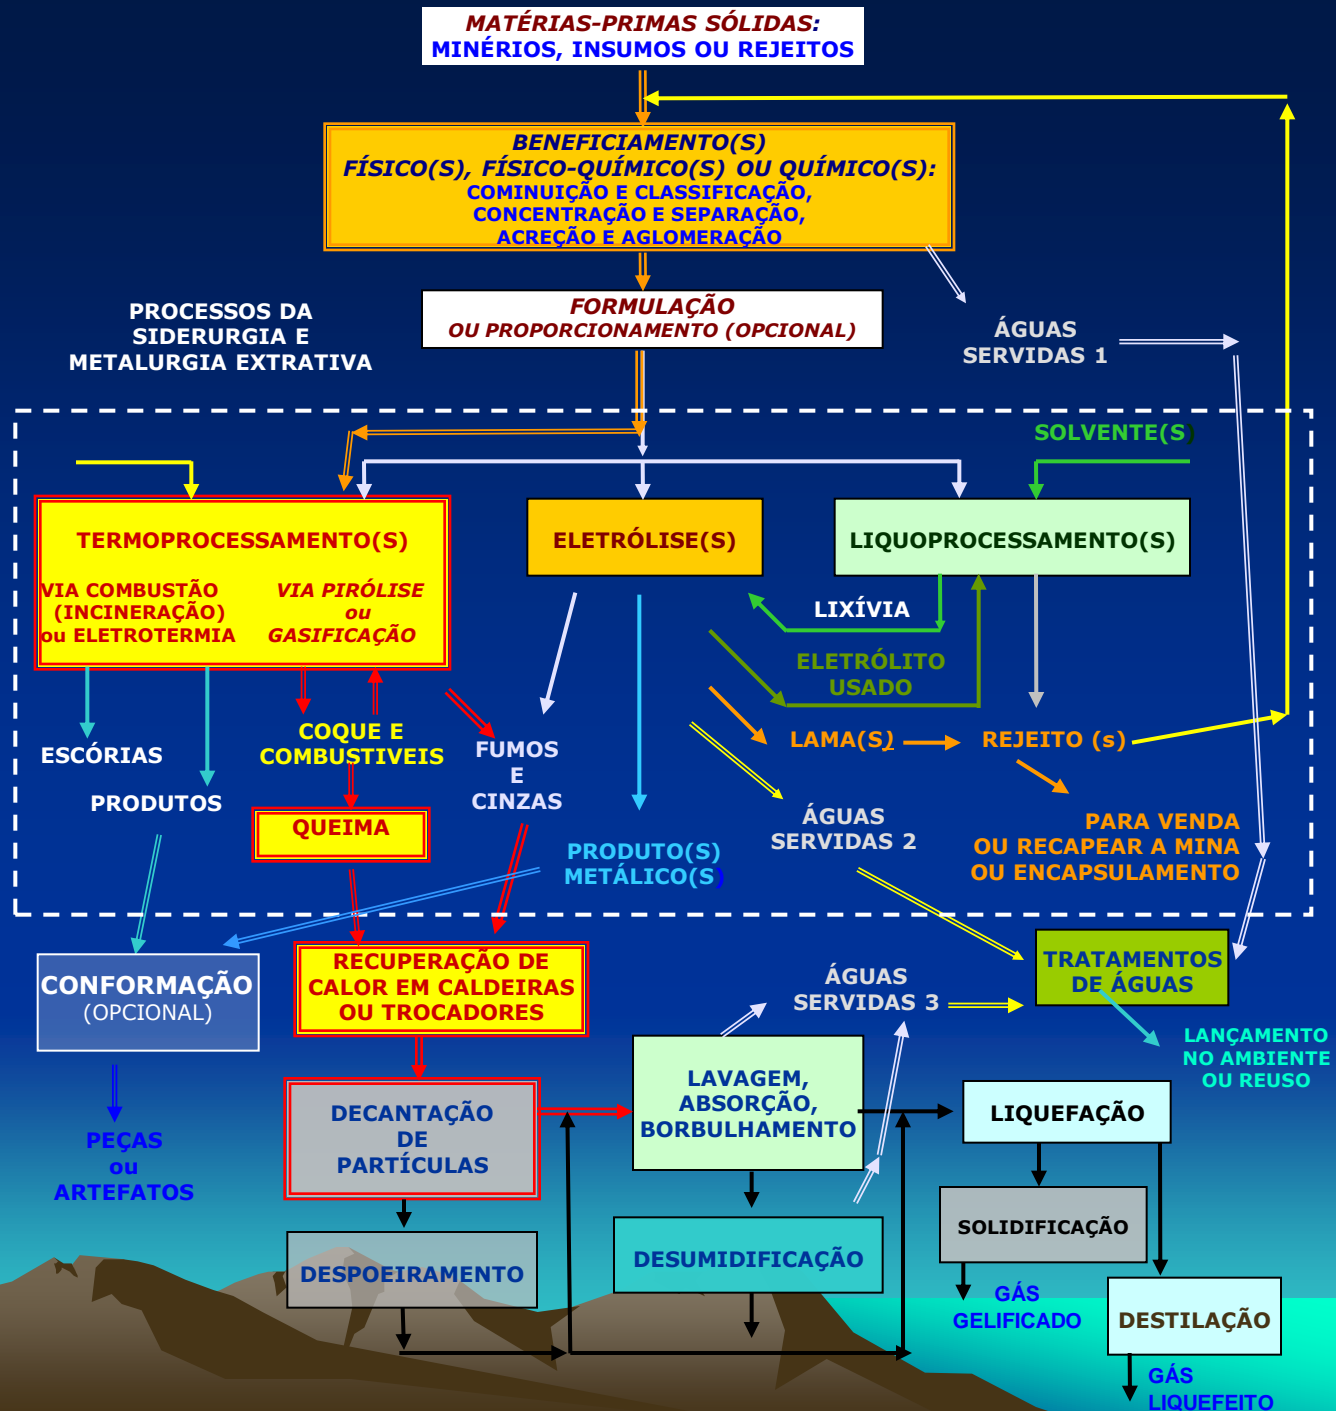 MATÉRIAS-PRIMAS SÓLIDAS:
MINÉRIOS, INSUMOS OU REJEITOS
BENEFICIAMENTO(S)
FÍSICO(S), FÍSICO-QUÍMICO(S) OU QUÍMICO(S):
COMINUIÇÃO E CLASSIFICAÇÃO,
CONCENTRAÇÃO E SEPARAÇÃO,
ACREÇÃO E AGLOMERAÇÃO
FORMULAÇÃO
OU PROPORCIONAMENTO (OPCIONAL)
PROCESSOS DA
SIDERURGIA E
METALURGIA EXTRATIVA
ÁGUAS
SERVIDAS 1
SOLVENTE(S)
TERMOPROCESSAMENTO(S)
VIA COMBUSTÃO
(INCINERAÇÃO)
ou ELETROTERMIA
VIA PIRÓLISE
ou
GASIFICAÇÃO
ELETRÓLISE(S)
LIQUOPROCESSAMENTO(S)
LIXÍVIA
ELETRÓLITO
USADO
ESCÓRIAS
PRODUTOS
COQUE E
COMBUSTIVEIS
QUEIMA
FUMOS
E
CINZAS
LAMA(S)
REJEITO (s)
PRODUTO(S)
METÁLICO(S)
ÁGUAS
SERVIDAS 2
PARA VENDA
OU RECAPEAR A MINA
OU ENCAPSULAMENTO
CONFORMAÇÃO
(OPCIONAL)
RECUPERAÇÃO DE
CALOR EM CALDEIRAS
OU TROCADORES
ÁGUAS
SERVIDAS 3
TRATAMENTOS
DE ÁGUAS
LANÇAMENTO
NO AMBIENTE
OU REUSO
PEÇAS
ou
ARTEFATOS
DECANTAÇÃO
DE
PARTÍCULAS
LAVAGEM,
ABSORÇÃO,
BORBULHAMENTO
LIQUEFAÇÃO
DESPOEIRAMENTO
DESUMIDIFICAÇÃO
SOLIDIFICAÇÃO
GÁS
GELIFICADO
DESTILAÇÃO
GÁS
LIQUEFEITO